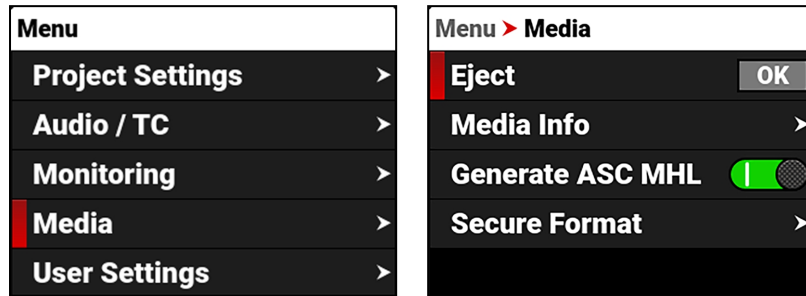 Menu
Project Settings
Audio / TC
Monitoring
Media
User Settings
Menu > Media
Eject OK
Media Info
Generate ASC MHL
Secure Format